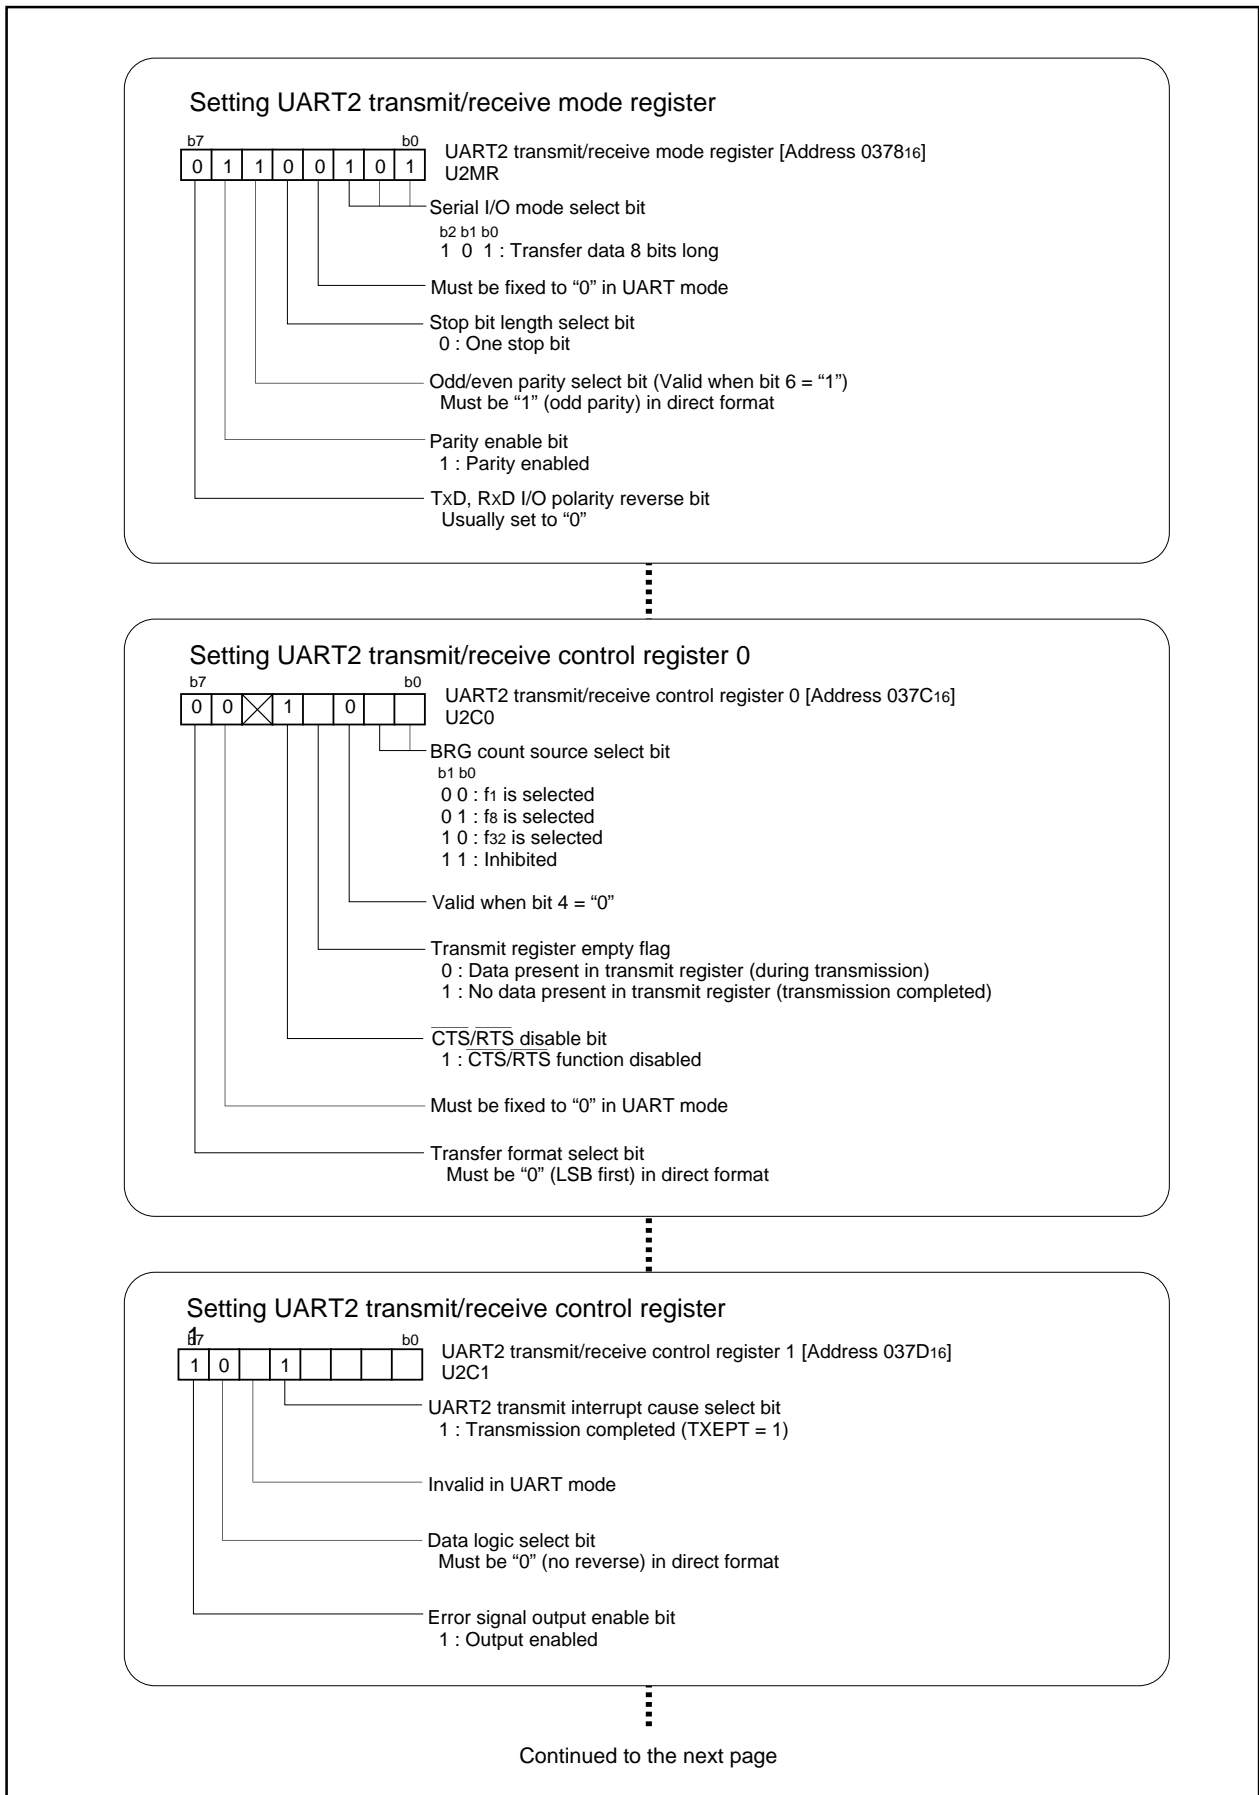 Setting UART2 transmit/receive mode register
b7 b0
0 1 1 0 0 1 0 1
UART2 transmit/receive mode register [Address 037816]
U2MR
Serial I/O mode select bit
b2 b1 b0
1 0 1 : Transfer data 8 bits long
Must be fixed to “0” in UART mode
Stop bit length select bit
0 : One stop bit
Odd/even parity select bit (Valid when bit 6 = “1”)
Must be “1” (odd parity) in direct format
Parity enable bit
1 : Parity enabled
TxD, RxD I/O polarity reverse bit
Usually set to “0”
Setting UART2 transmit/receive control register 0
b7 b0
0 0 1 0
UART2 transmit/receive control register 0 [Address 037C16]
U2C0
BRG count source select bit
b1 b0
0 0 : f1 is selected
0 1 : f8 is selected
1 0 : f32 is selected
1 1 : Inhibited
Valid when bit 4 = “0”
Transmit register empty flag
0 : Data present in transmit register (during transmission)
1 : No data present in transmit register (transmission completed)
CTS/RTS disable bit
1 : CTS/RTS function disabled
Must be fixed to “0” in UART mode
Transfer format select bit
Must be “0” (LSB first) in direct format
Setting UART2 transmit/receive control register
1
b7 b0
1 0 1
UART2 transmit/receive control register 1 [Address 037D16]
U2C1
UART2 transmit interrupt cause select bit
1 : Transmission completed (TXEPT = 1)
Invalid in UART mode
Data logic select bit
Must be “0” (no reverse) in direct format
Error signal output enable bit
1 : Output enabled
Continued to the next page